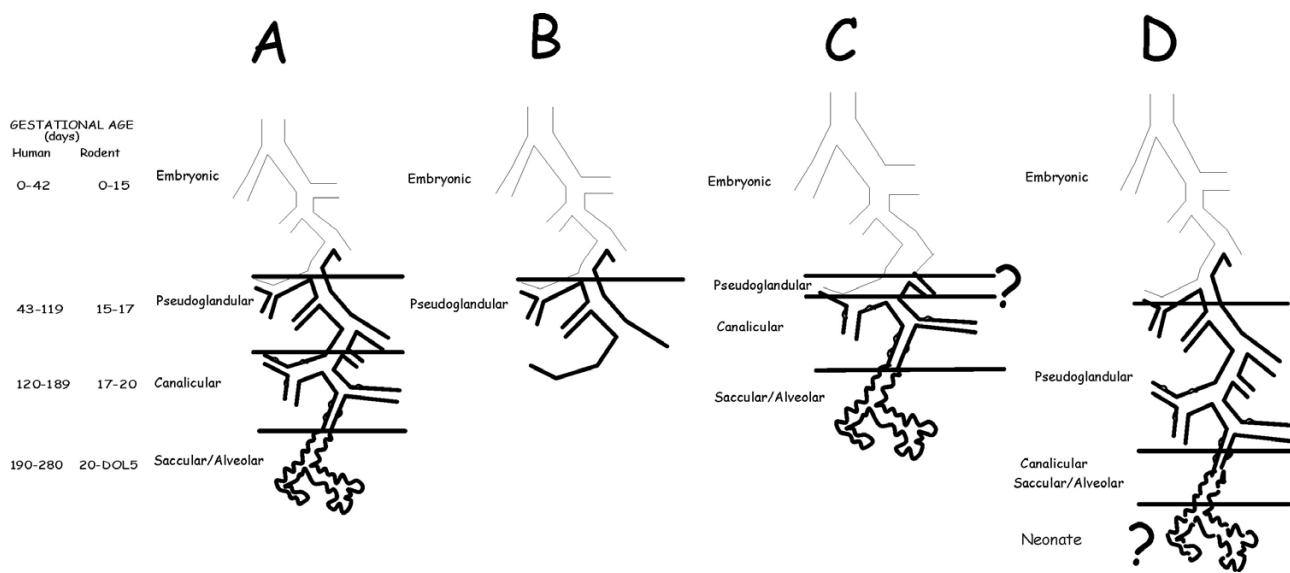 A B C D
GESTATIONAL AGE
(days)
Human Rodent
0-42 0-15 Embryonic Embryonic Embryonic Embryonic
Pseudoglandular ?
43-119 15-17 Pseudoglandular Pseudoglandular
Canalicular
120-189 17-20 Canalicular Pseudoglandular
Saccular/Alveolar
190-280 20-DOL5 Saccular/Alveolar Canalicular
Saccular/Alveolar
Neonate ?